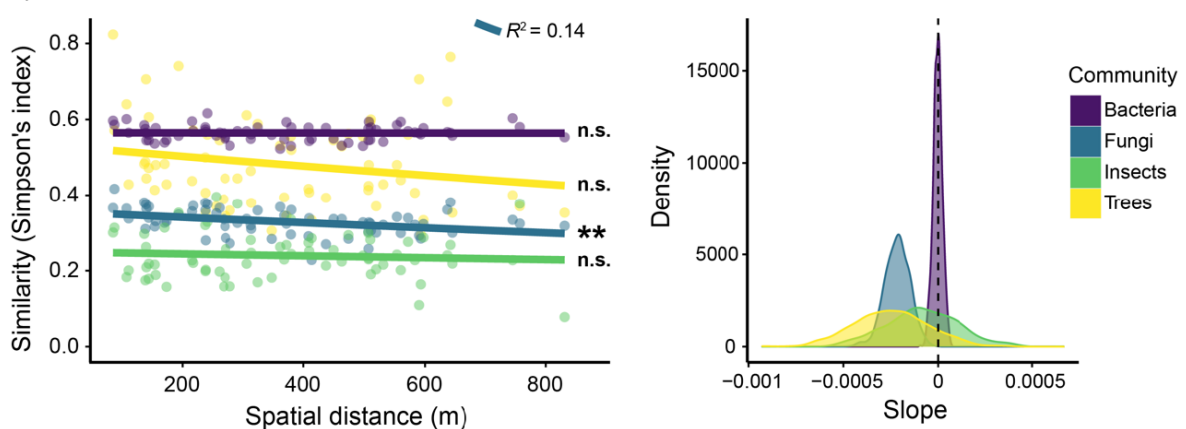 R² = 0.14
Similarity (Simpson's index)
0.8
0.6
0.4
0.2
0.0
n.s.
n.s.
**
n.s.
200
400
600
800
Spatial distance (m)
Density
15000
10000
5000
0
−0.001
−0.0005
0
0.0005
Slope
Community
Bacteria
Fungi
Insects
Trees